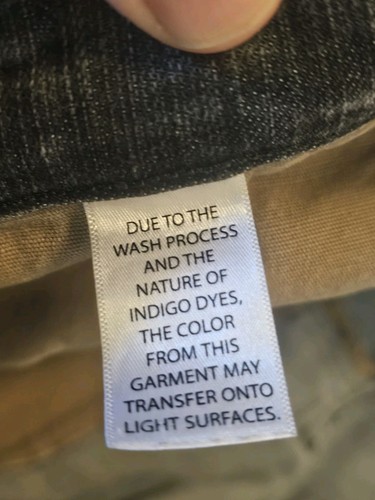 DUE TO THE
WASH PROCESS
AND THE
NATURE OF
INDIGO DYES,
THE COLOR
FROM THIS
GARMENT MAY
TRANSFER ONTO
LIGHT SURFACES.